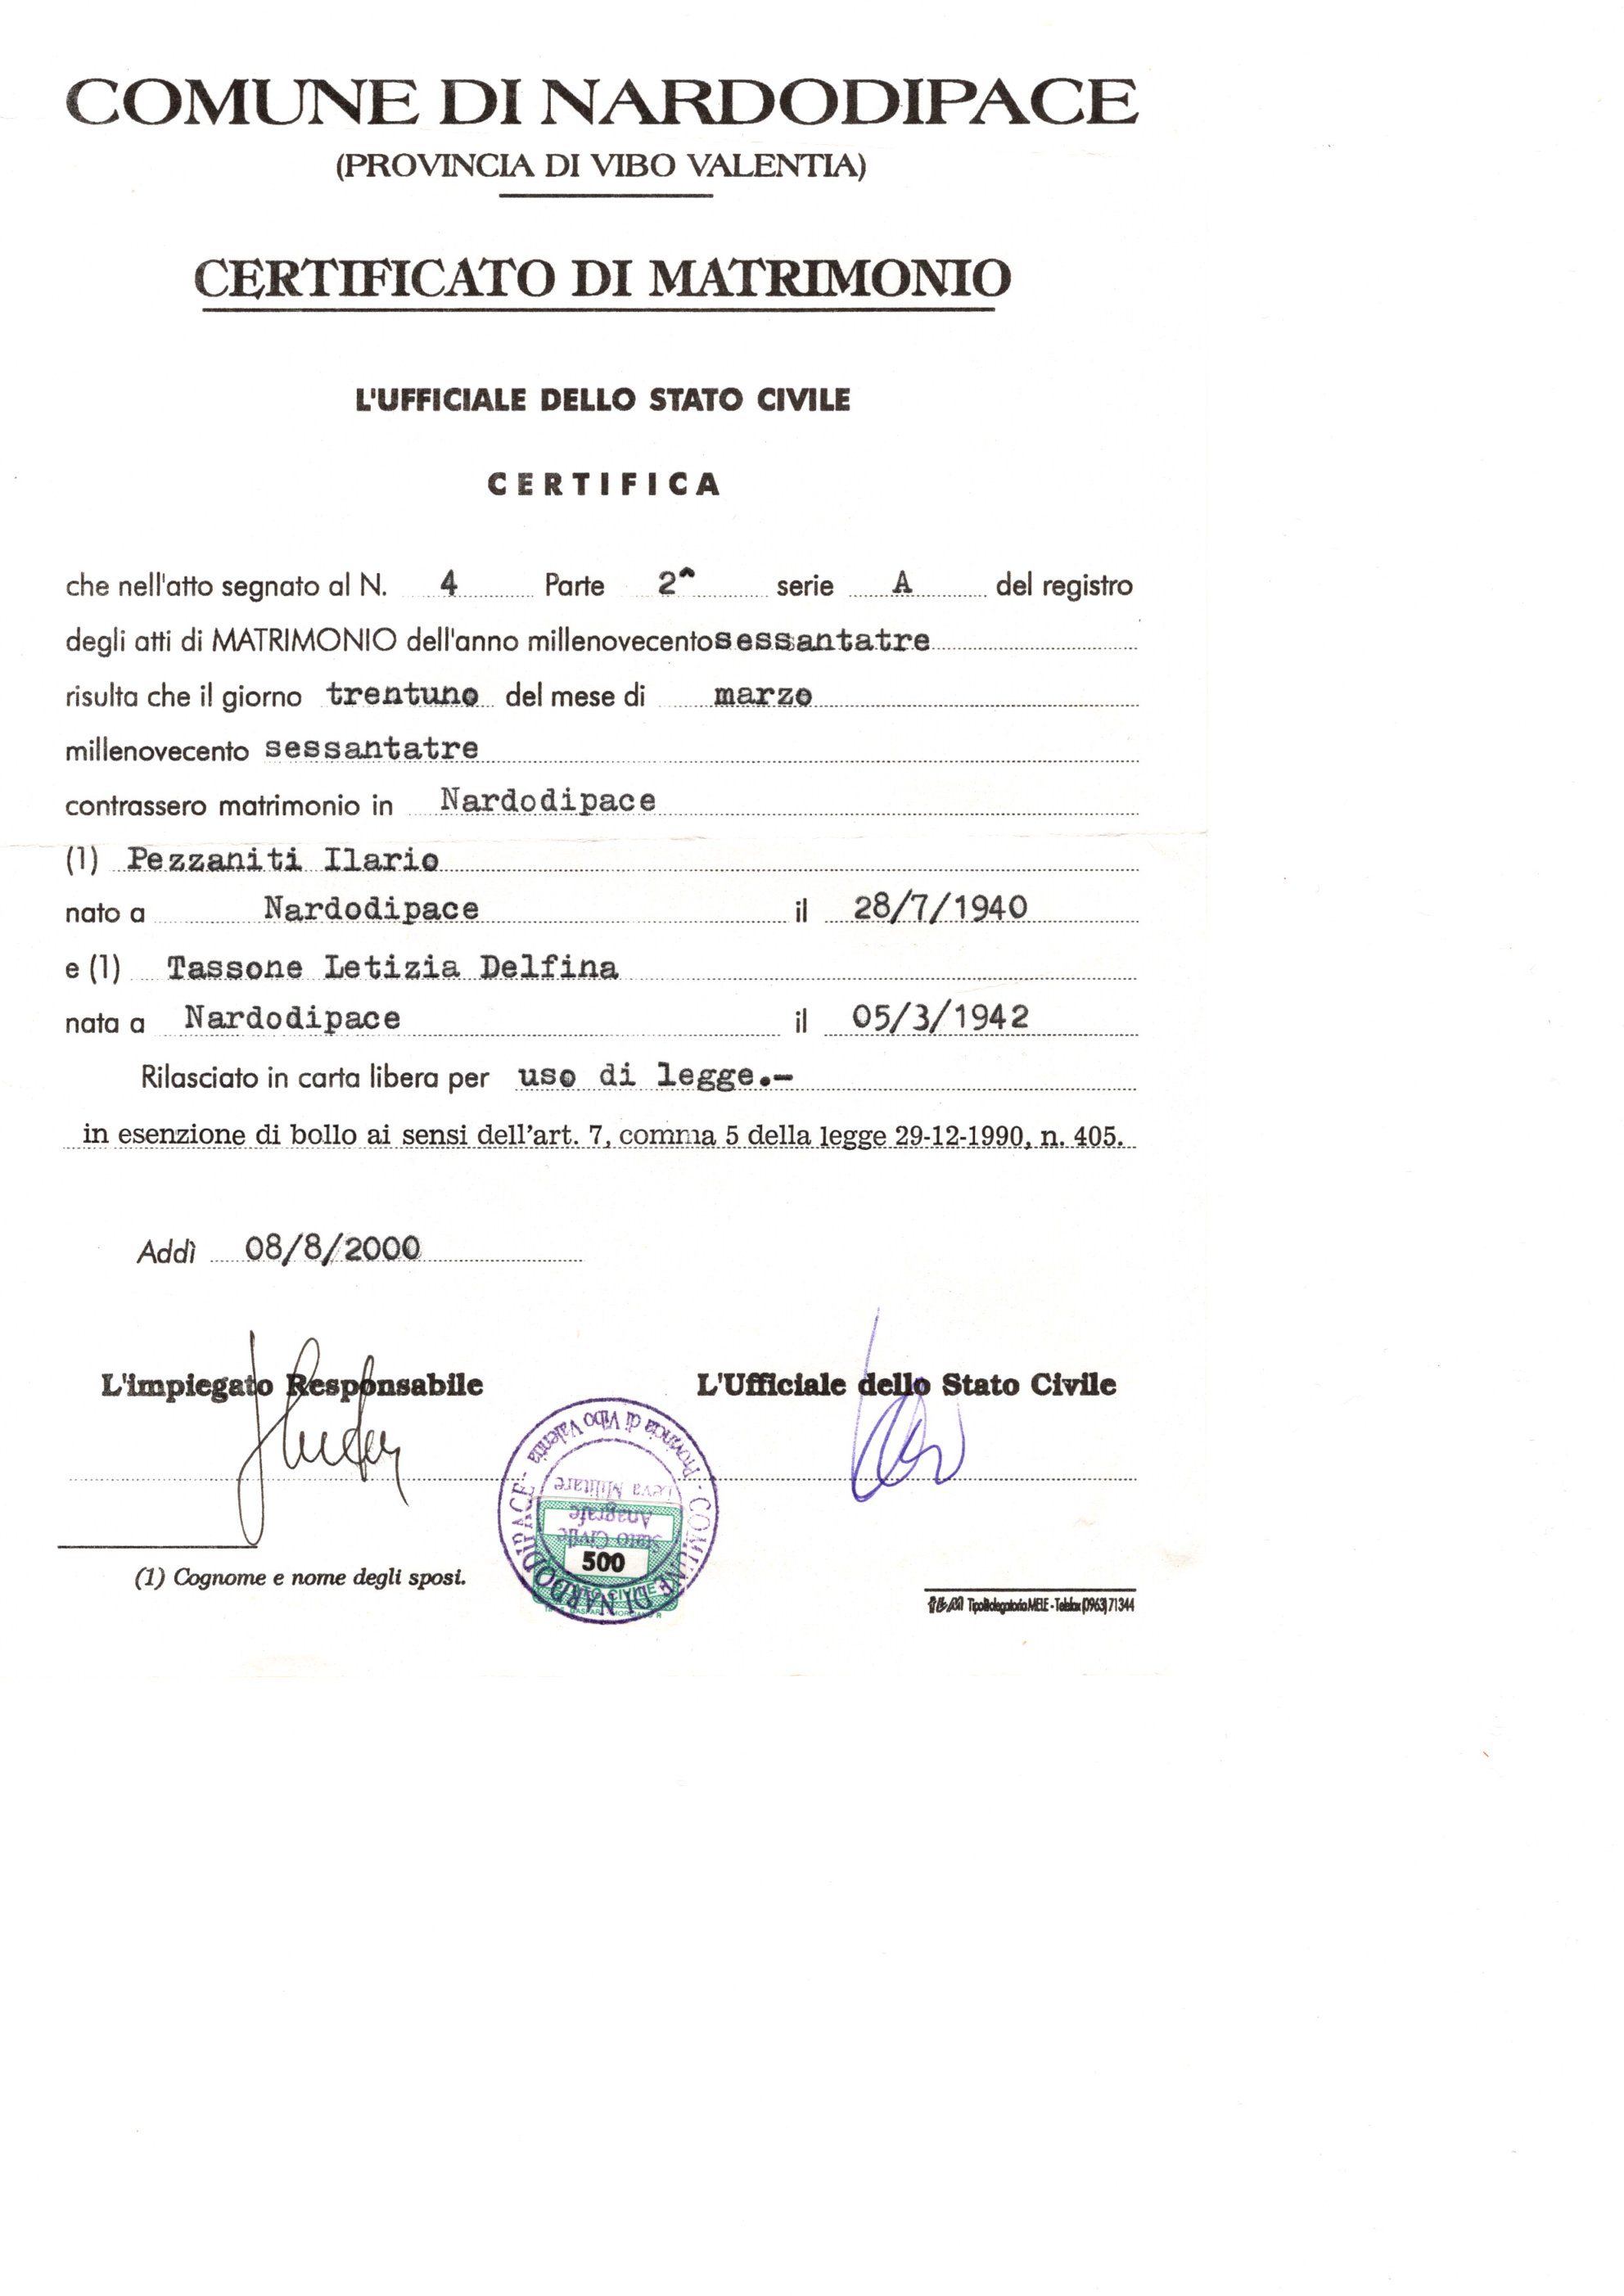 COMUNE DI NARDODIPACE
(PROVINCIA DI VIBO VALENTIA)
CERTIFICATO DI MATRIMONIO
L'UFFICIALE DELLO STATO CIVILE
CERTIFICA
che nell'atto segnato al N. 4 Parte 2^ serie A del registro
degli atti di MATRIMONIO dell'anno millenovecentosessantatre
risulta che il giorno trentuno del mese di marzo
millenovecento sessantatre
contrassero matrimonio in Nardodipace
(1) Pezzaniti Ilario
nato a Nardodipace il 28/7/1940
e (1) Tassone Letizia Delfina
nata a Nardodipace il 05/3/1942
Rilasciato in carta libera per uso di legge.-
in esenzione di bollo ai sensi dell'art. 7, comma 5 della legge 29-12-1990, n. 405.
Addì 08/8/2000
L'impiegato Responsabile L'Ufficiale dello Stato Civile
COMUNE DI NARDODIPACE - Provincia di Vibo Valentia -
Stato Civile
Anagrafe
Leva Militare
500
(1) Cognome e nome degli sposi.
Tipolitolegatoria MELE - Telefax (0963) 71344